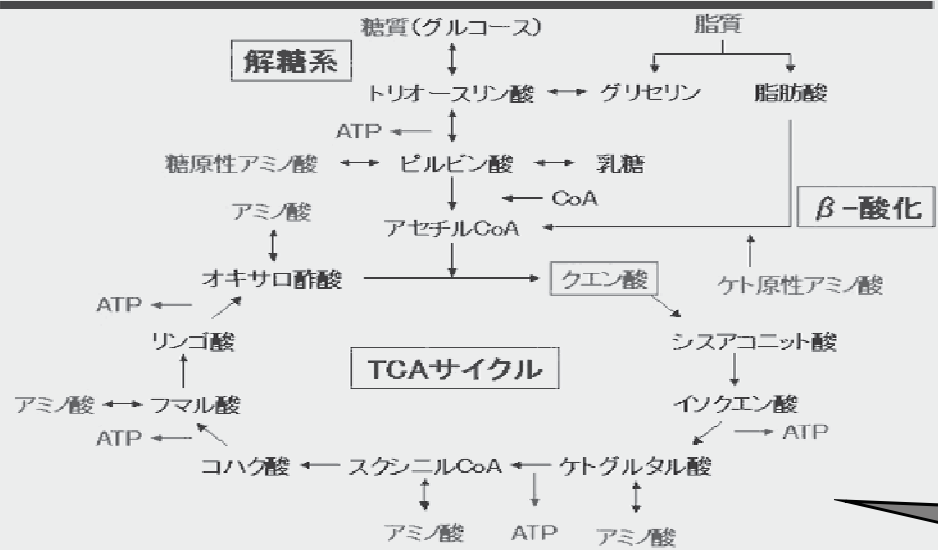 糖質(グルコース)
脂質
解糖系
トリオースリン酸
グリセリン
脂肪酸
ATP
糖原性アミノ酸
ピルビン酸
乳糖
CoA
β-酸化
アミノ酸
アセチルCoA
オキサロ酢酸
クエン酸
ケト原性アミノ酸
ATP
リンゴ酸
シスアコニット酸
TCAサイクル
アミノ酸
フマル酸
イソクエン酸
ATP
ATP
コハク酸
スクシニルCoA
ケトグルタル酸
アミノ酸
ATP
アミノ酸